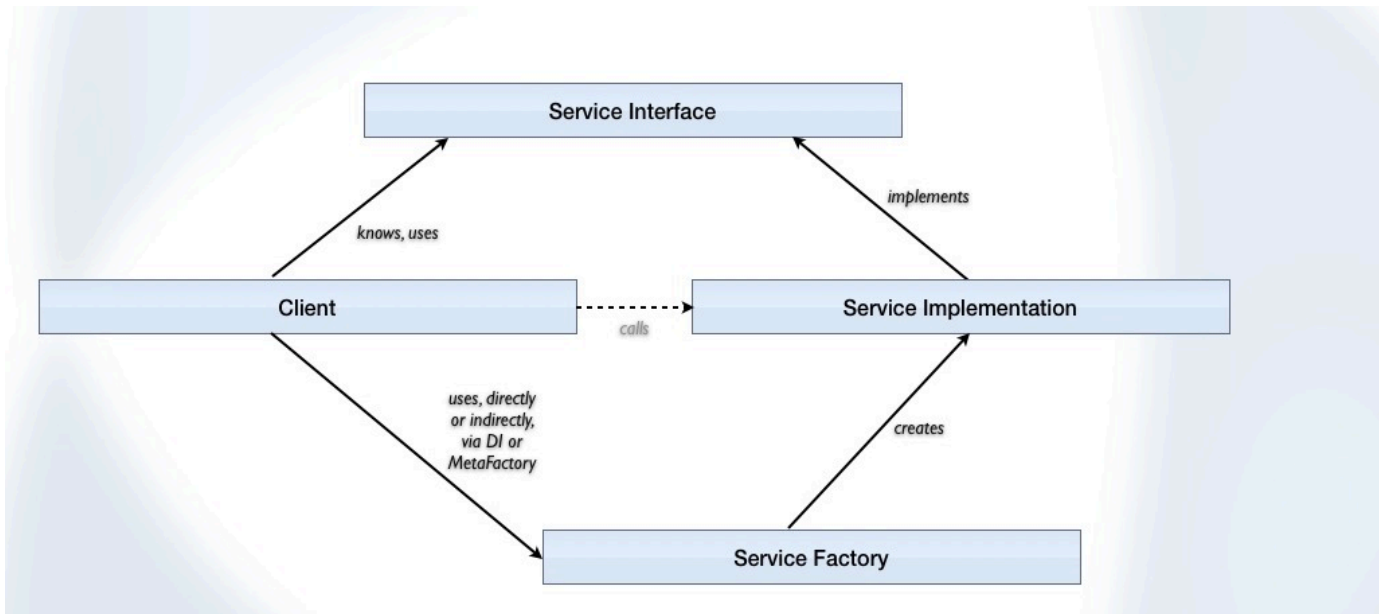 Service Interface
knows, uses
implements
Client
calls
Service Implementation
uses, directly
or indirectly,
via DI or
MetaFactory
creates
Service Factory